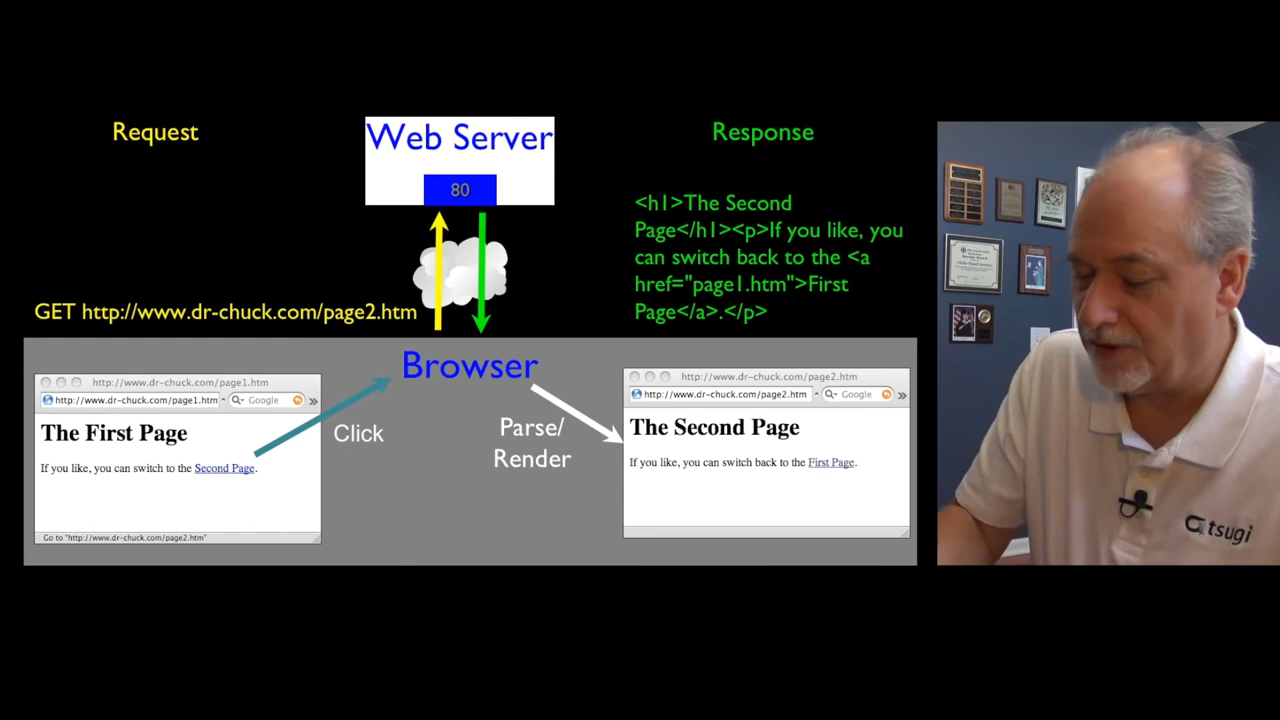 Request
Web Server
80
Response
<h1>The Second
Page</h1><p>If you like, you
can switch back to the <a
href="page1.htm">First
Page</a>.</p>
GET http://www.dr-chuck.com/page2.htm
Browser
http://www.dr-chuck.com/page1.htm
http://www.dr-chuck.com/page1.htm
Google
The First Page
If you like, you can switch to the Second Page.
Go to "http://www.dr-chuck.com/page2.htm"
Click
Parse/
Render
http://www.dr-chuck.com/page2.htm
http://www.dr-chuck.com/page2.htm
Google
The Second Page
If you like, you can switch back to the First Page.
tsugi